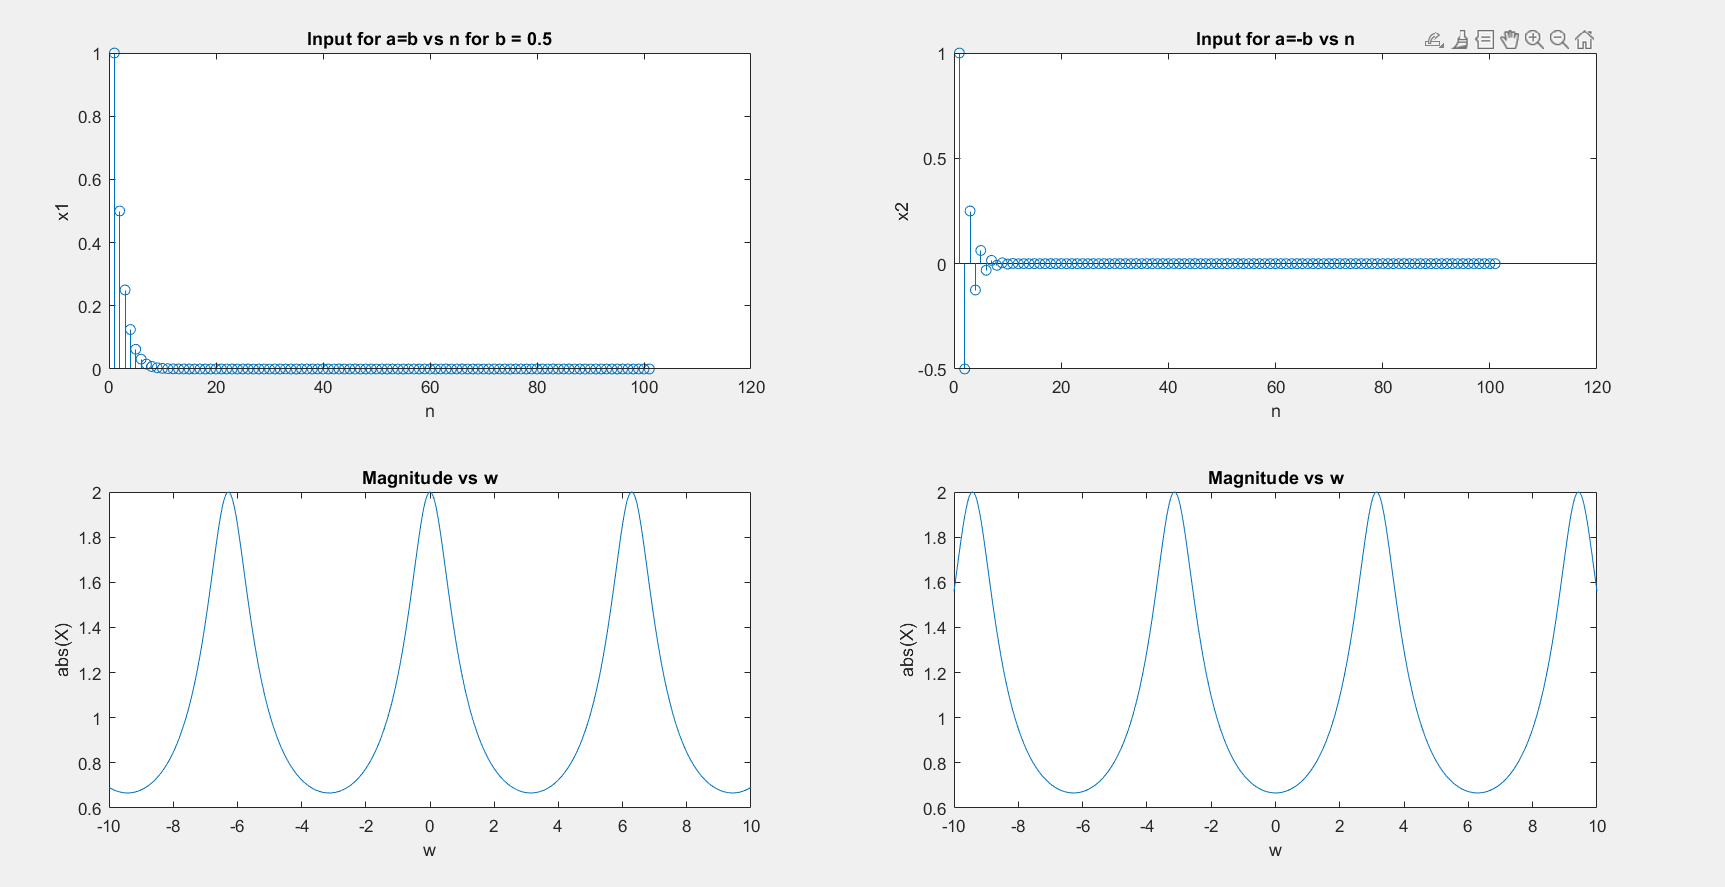 Input for a=b vs n for b = 0.5
1
0.8
0.6
0.4
0.2
0
x1
0 20 40 60 80 100 120
n
Input for a=-b vs n
1
0.5
0
-0.5
x2
0 20 40 60 80 100 120
n
Magnitude vs w
2
1.8
1.6
1.4
1.2
1
0.8
0.6
abs(X)
-10 -8 -6 -4 -2 0 2 4 6 8 10
w
Magnitude vs w
2
1.8
1.6
1.4
1.2
1
0.8
0.6
abs(X)
-10 -8 -6 -4 -2 0 2 4 6 8 10
w